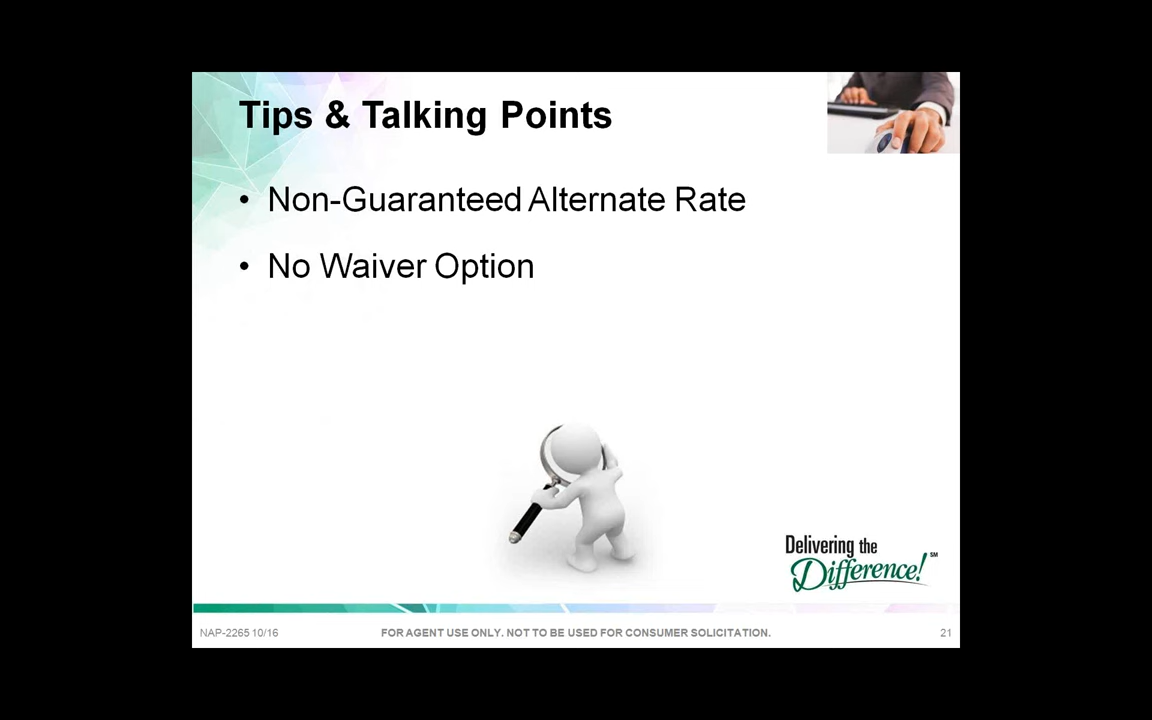 Tips & Talking Points
• Non-Guaranteed Alternate Rate
• No Waiver Option
Delivering the
Difference! SM
NAP-2265 10/16
FOR AGENT USE ONLY. NOT TO BE USED FOR CONSUMER SOLICITATION.
21